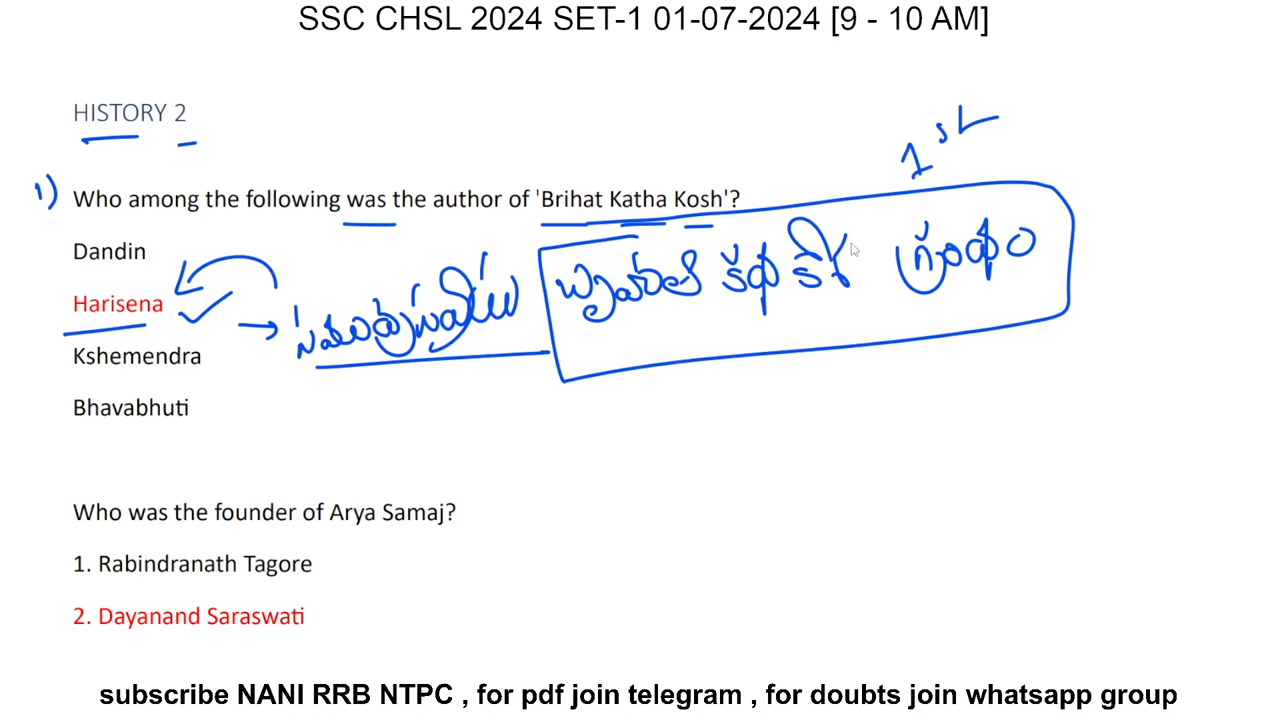 SSC CHSL 2024 SET-1 01-07-2024 [9 - 10 AM]
HISTORY 2
1st
1) Who among the following was the author of 'Brihat Katha Kosh'?
Dandin
Harisena
Kshemendra
Bhavabhuti
Who was the founder of Arya Samaj?
1. Rabindranath Tagore
2. Dayanand Saraswati
subscribe NANI RRB NTPC , for pdf join telegram , for doubts join whatsapp group